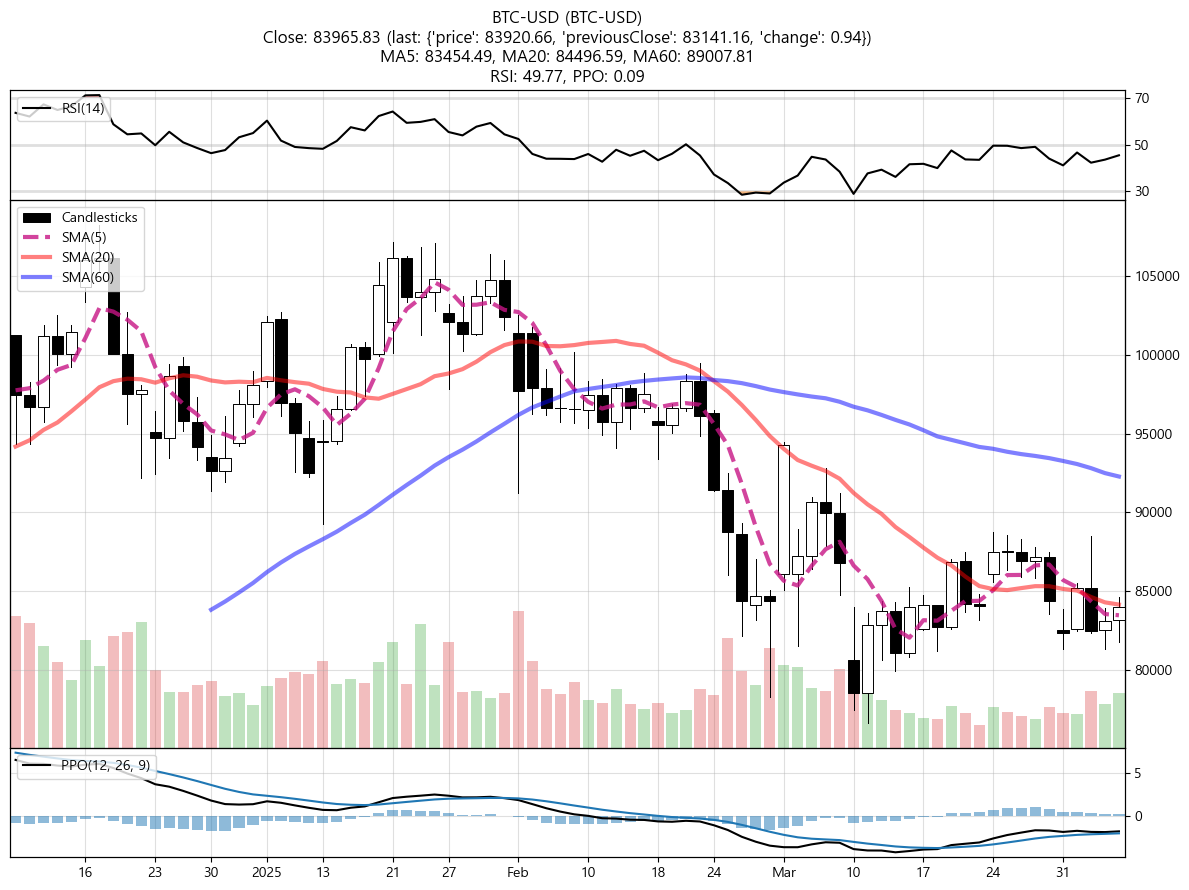 BTC-USD (BTC-USD)
Close: 83965.83 (last: {'price': 83920.66, 'previousClose': 83141.16, 'change': 0.94})
MA5: 83454.49, MA20: 84496.59, MA60: 89007.81
RSI: 49.77, PPO: 0.09
RSI(14)
70
50
30
Candlesticks
SMA(5)
SMA(20)
SMA(60)
105000
100000
95000
90000
85000
80000
PPO(12, 26, 9)
5
0
16 23 30 2025 13 21 27 Feb 10 18 24 Mar 10 17 24 31